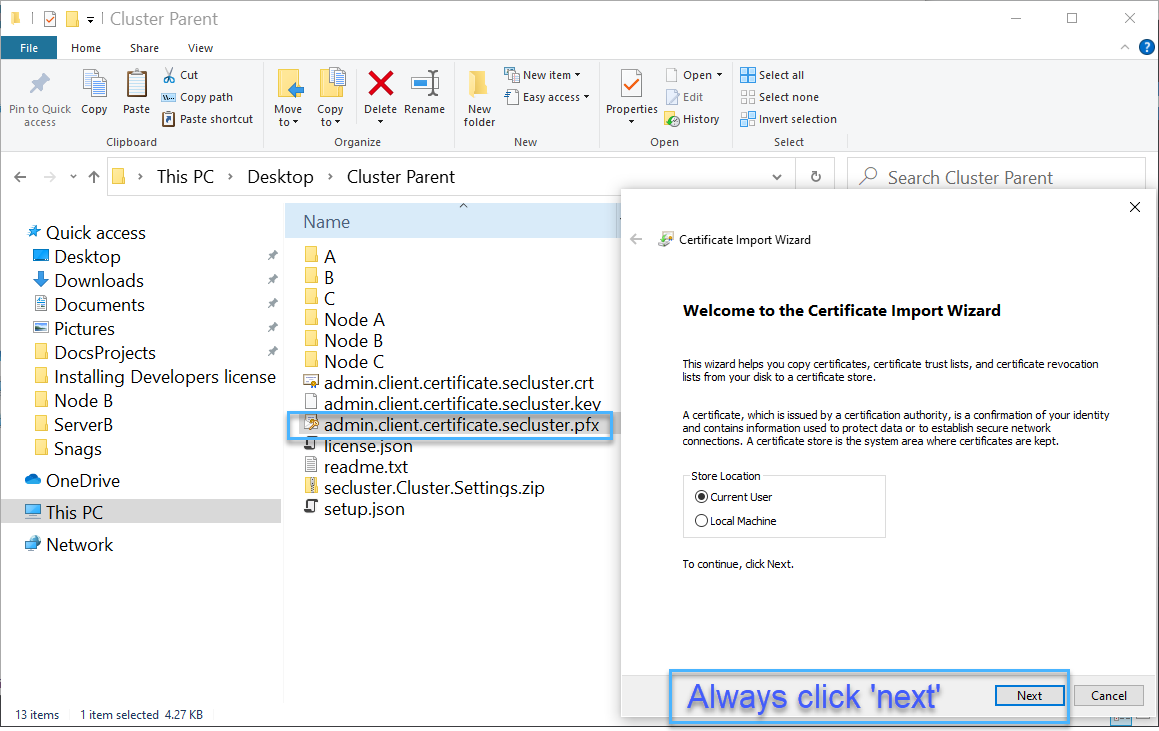 Cluster Parent
File Home Share View
Pin to Quick access
Copy
Paste
Cut
Copy path
Paste shortcut
Clipboard
Move to
Copy to
Delete
Rename
Organize
New folder
New item
Easy access
New
Properties
Open
Edit
History
Open
Select all
Select none
Invert selection
Select
This PC › Desktop › Cluster Parent
Search Cluster Parent
Quick access
Desktop
Downloads
Documents
Pictures
DocsProjects
Installing Developers license
Node B
ServerB
Snags
OneDrive
This PC
Network
Name
A
B
C
Node A
Node B
Node C
admin.client.certificate.secluster.crt
admin.client.certificate.secluster.key
admin.client.certificate.secluster.pfx
license.json
readme.txt
secluster.Cluster.Settings.zip
setup.json
Certificate Import Wizard
Welcome to the Certificate Import Wizard
This wizard helps you copy certificates, certificate trust lists, and certificate revocation
lists from your disk to a certificate store.
A certificate, which is issued by a certification authority, is a confirmation of your identity
and contains information used to protect data or to establish secure network
connections. A certificate store is the system area where certificates are kept.
Store Location
Current User
Local Machine
To continue, click Next.
Always click 'next'
Next
Cancel
13 items 1 item selected 4.27 KB